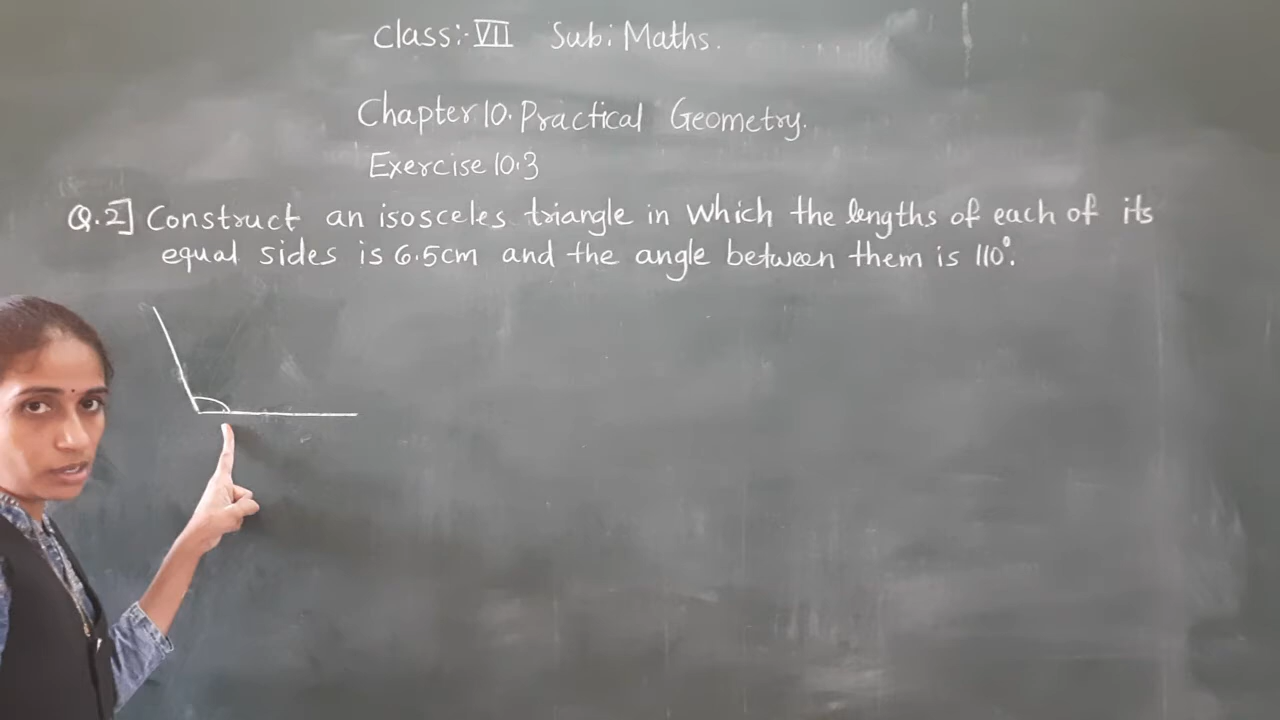 Class:- VII Sub: Maths.
Chapter 10. Practical Geometry.
Exercise 10.3
Q.2] Construct an isosceles triangle in which the lengths of each of its
equal sides is 6.5cm and the angle between them is 110°.